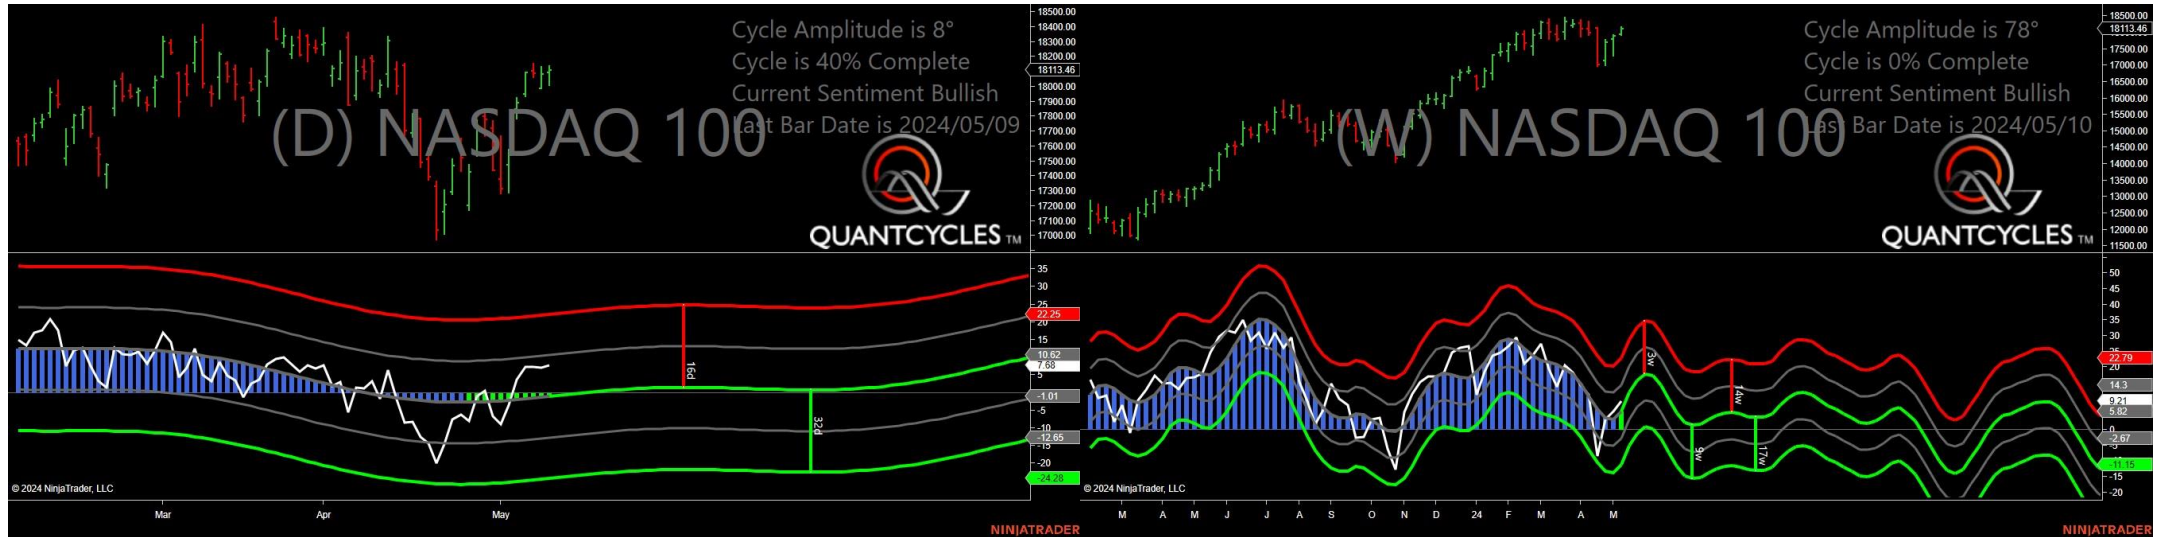 Cycle Amplitude is 8°
Cycle is 40% Complete
Current Sentiment Bullish
Last Bar Date is 2024/05/09
(D) NASDAQ 100
QUANTCYCLES TM
18500.00
18400.00
18300.00
18200.00
18113.46
18000.00
17900.00
17800.00
17700.00
17600.00
17500.00
17400.00
17300.00
17200.00
17100.00
17000.00
35
30
25
22.25
20
15
10.62
7.68
5
-1.01
-5
-10
-12.65
-15
-20
-24.28
16d
32d
© 2024 NinjaTrader, LLC
Mar
Apr
May
NINJATRADER
Cycle Amplitude is 78°
Cycle is 0% Complete
Current Sentiment Bullish
Last Bar Date is 2024/05/10
(W) NASDAQ 100
QUANTCYCLES TM
18500.00
18113.46
17500.00
17000.00
16500.00
16000.00
15500.00
15000.00
14500.00
14000.00
13500.00
13000.00
12500.00
12000.00
11500.00
50
45
40
35
30
25
22.79
20
14.3
9.21
5.82
0
-2.67
-11.15
-15
-20
3w
14w
9w
17w
© 2024 NinjaTrader, LLC
M A M J J A S O N D 24 F M A M
NINJATRADER